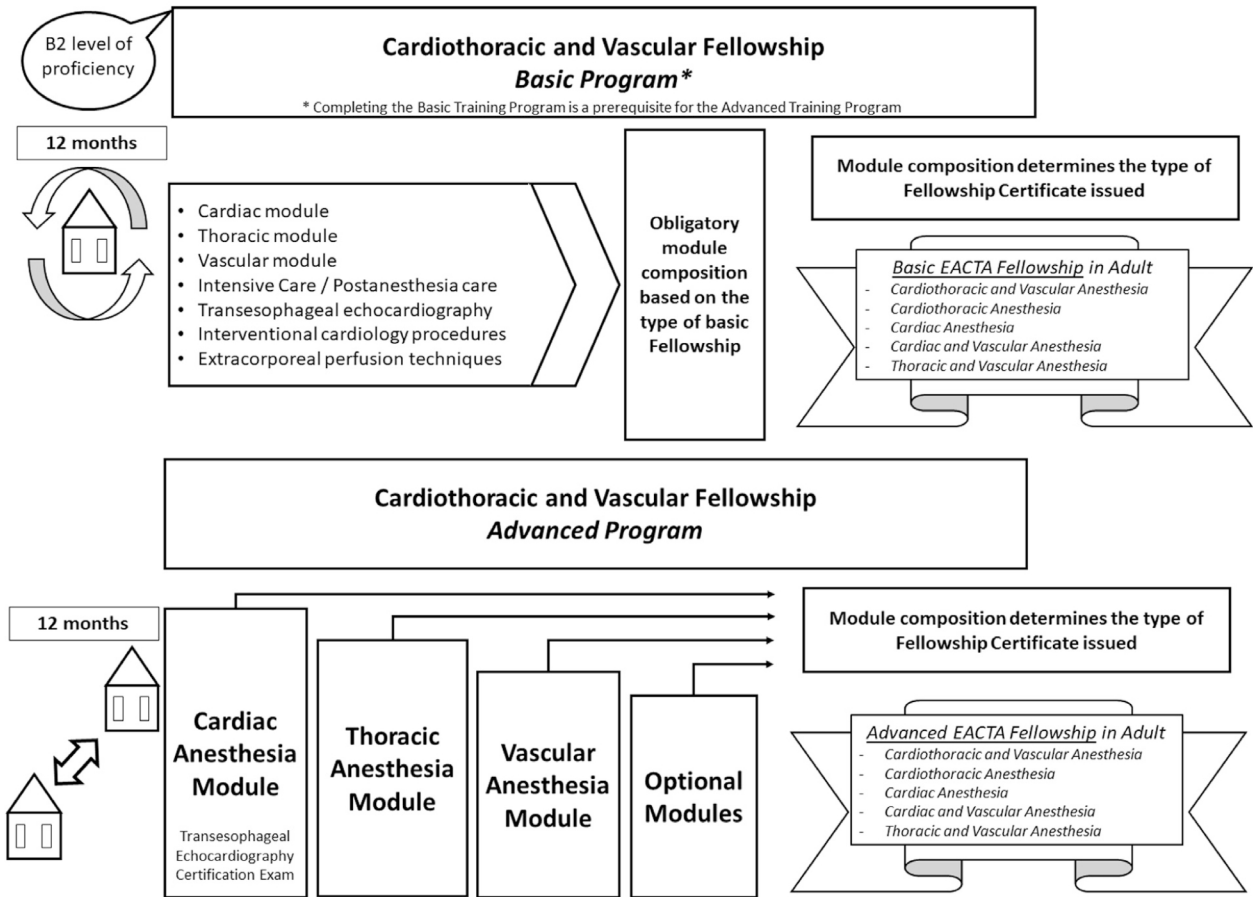 B2 level of
proficiency
Cardiothoracic and Vascular Fellowship
Basic Program*
* Completing the Basic Training Program is a prerequisite for the Advanced Training Program
12 months
• Cardiac module
• Thoracic module
• Vascular module
• Intensive Care / Postanesthesia care
• Transesophageal echocardiography
• Interventional cardiology procedures
• Extracorporeal perfusion techniques
Obligatory
module
composition
based on the
type of basic
Fellowship
Module composition determines the type of
Fellowship Certificate issued
Basic EACTA Fellowship in Adult
- Cardiothoracic and Vascular Anesthesia
- Cardiothoracic Anesthesia
- Cardiac Anesthesia
- Cardiac and Vascular Anesthesia
- Thoracic and Vascular Anesthesia
Cardiothoracic and Vascular Fellowship
Advanced Program
12 months
Cardiac
Anesthesia
Module
Transesophageal
Echocardiography
Certification Exam
Thoracic
Anesthesia
Module
Vascular
Anesthesia
Module
Optional
Modules
Module composition determines the type of
Fellowship Certificate issued
Advanced EACTA Fellowship in Adult
- Cardiothoracic and Vascular Anesthesia
- Cardiothoracic Anesthesia
- Cardiac Anesthesia
- Cardiac and Vascular Anesthesia
- Thoracic and Vascular Anesthesia